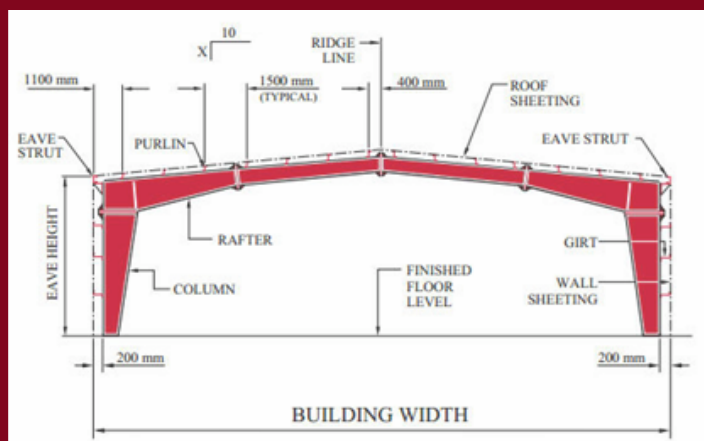 10
X
RIDGE
LINE
1100 mm
1500 mm
(TYPICAL)
400 mm
ROOF
SHEETING
EAVE
STRUT
PURLIN
EAVE STRUT
EAVE HEIGHT
RAFTER
GIRT
COLUMN
FINISHED
FLOOR
LEVEL
WALL
SHEETING
200 mm
200 mm
BUILDING WIDTH